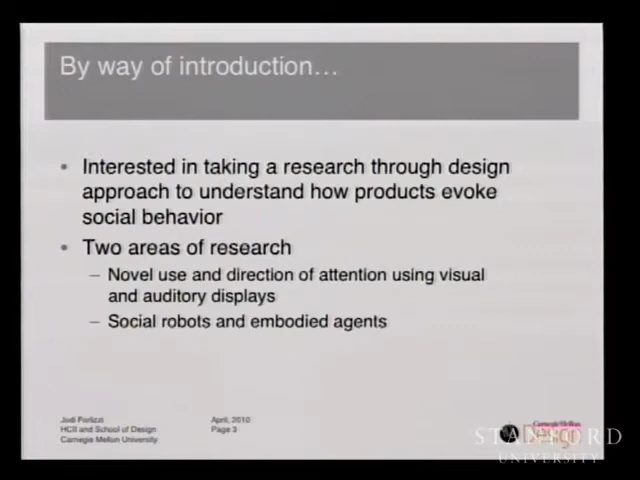 By way of introduction…
• Interested in taking a research through design
approach to understand how products evoke
social behavior
• Two areas of research
– Novel use and direction of attention using visual
and auditory displays
– Social robots and embodied agents
Jodi Forlizzi
HCII and School of Design
Carnegie Mellon University
April, 2010
Page 3
Carnegie Mellon
Design
STANFORD
UNIVERSITY